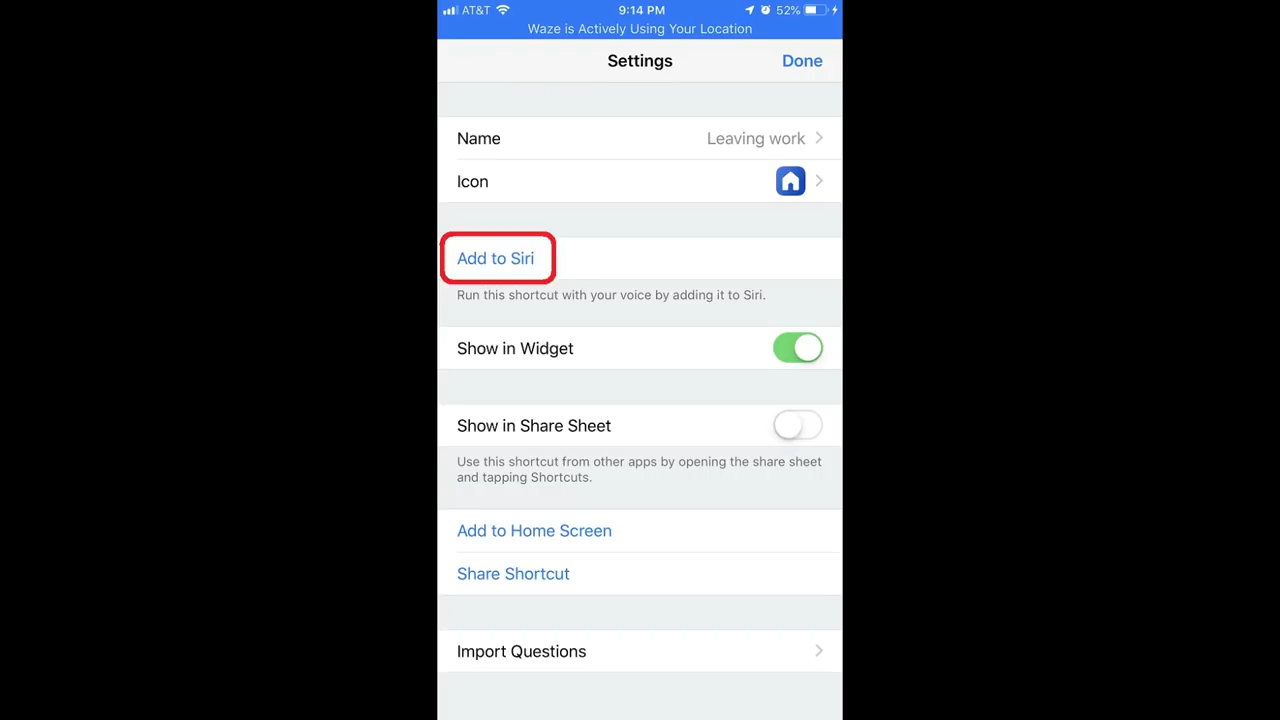 AT&T 9:14 PM 52%
Waze is Actively Using Your Location
Settings Done
Name Leaving work
Icon
Add to Siri
Run this shortcut with your voice by adding it to Siri.
Show in Widget
Show in Share Sheet
Use this shortcut from other apps by opening the share sheet
and tapping Shortcuts.
Add to Home Screen
Share Shortcut
Import Questions